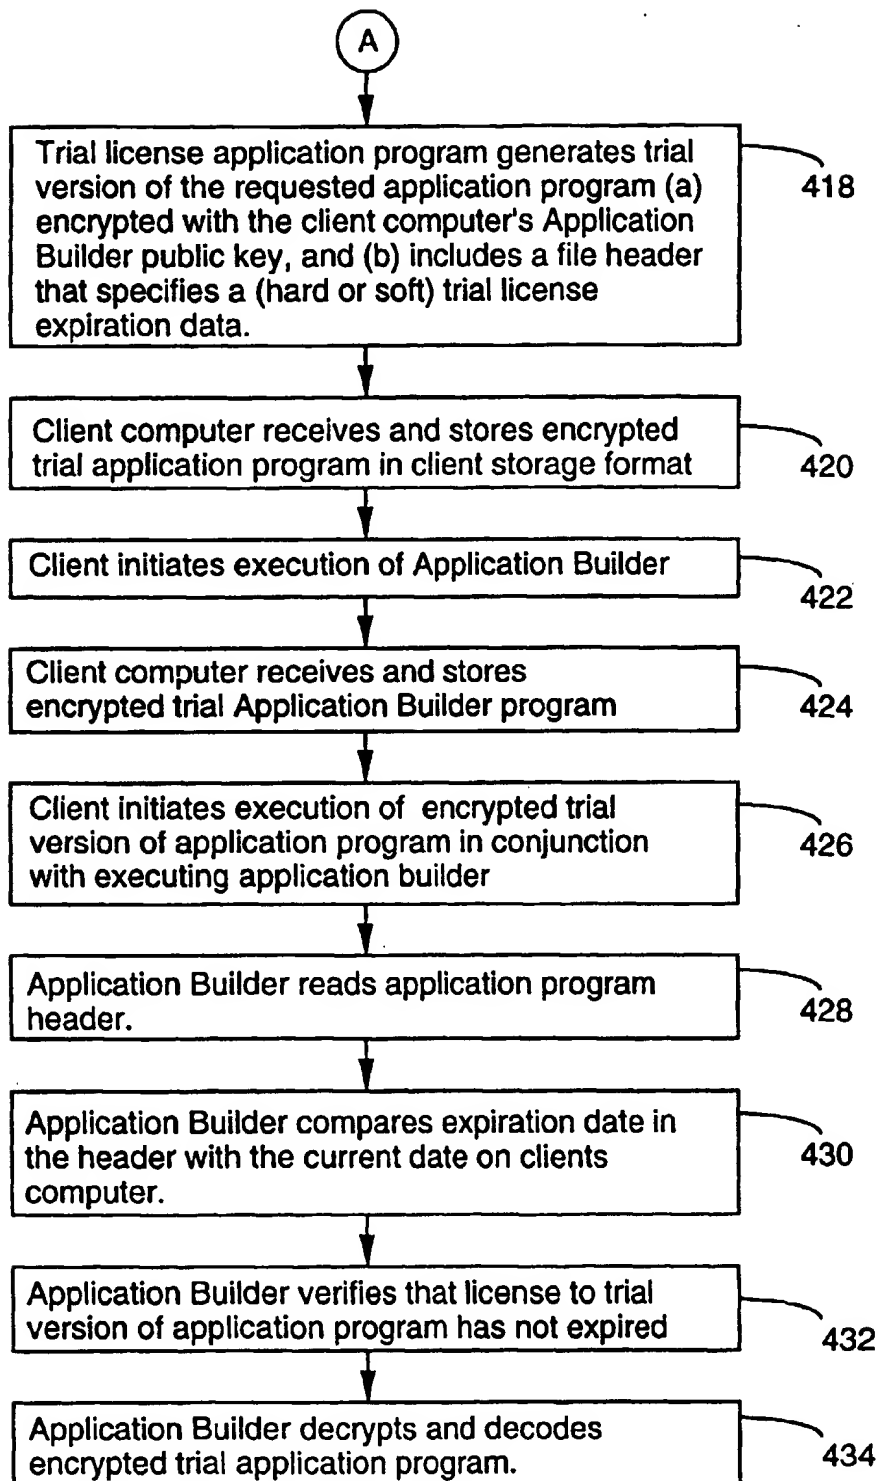 A
Trial license application program generates trial
version of the requested application program (a)
encrypted with the client computer's Application
Builder public key, and (b) includes a file header
that specifies a (hard or soft) trial license
expiration data.
418
Client computer receives and stores encrypted
trial application program in client storage format
420
Client initiates execution of Application Builder
422
Client computer receives and stores
encrypted trial Application Builder program
424
Client initiates execution of encrypted trial
version of application program in conjunction
with executing application builder
426
Application Builder reads application program
header.
428
Application Builder compares expiration date in
the header with the current date on clients
computer.
430
Application Builder verifies that license to trial
version of application program has not expired
432
Application Builder decrypts and decodes
encrypted trial application program.
434